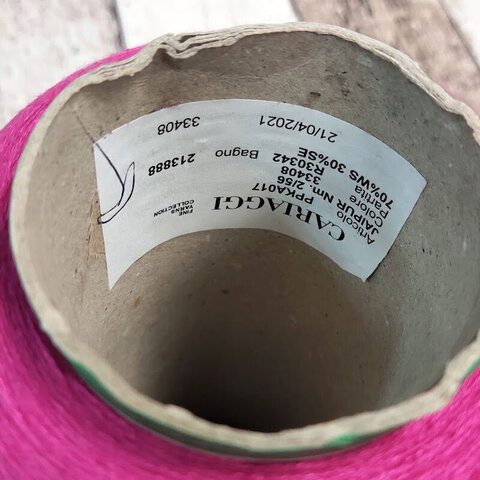 CARIAGGI FINE YARNS COLLECTION
Articolo PPKA017
JAIPUR Nm. 2/56
Colore 33408
Partita R30342 Bagno 213888
70%WS 30%SE
21/04/2021 33408